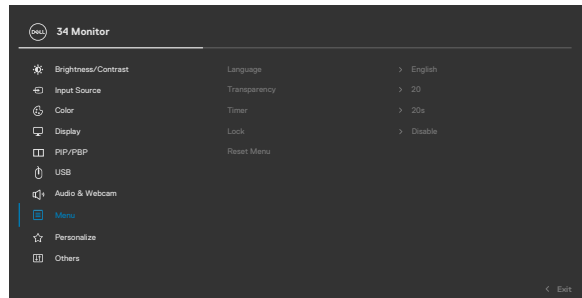 DELL 34 Monitor
Brightness/Contrast Language > English
Input Source Transparency > 20
Color Timer > 20s
Display Lock > Disable
PIP/PBP Reset Menu
USB
Audio & Webcam
Menu
Personalize
Others
< Exit